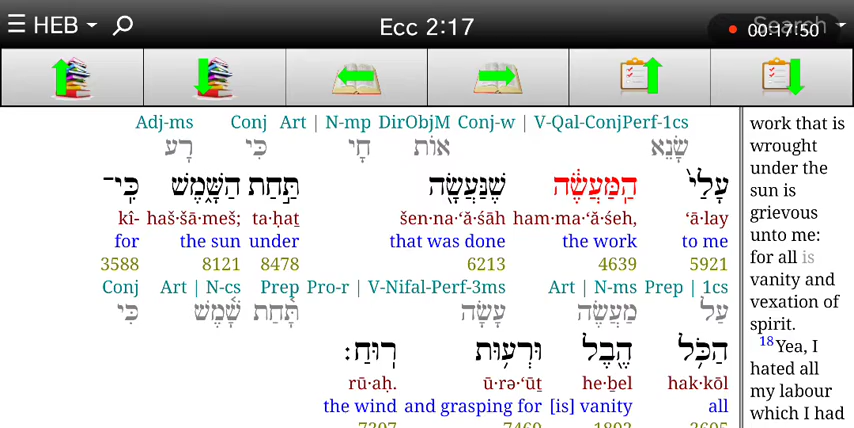 ☰ HEB
Ecc 2:17
00:17:50
Adj-ms Conj Art | N-mp DirObjM Conj-w | V-Qal-ConjPerf-1cs
רָע כִּי חָי אוֹת שָׂנֵא
עָלַי֙ הַֽמַּעֲשֶׂ֔ה שֶׁנַּעֲשָׂ֖ה תַּ֣חַת הַשָּׁ֑מֶשׁ כִּֽי־
kî- haš·šā·meš; ta·ḥaṯ šen·na·‘ă·śāh ham·ma·‘ă·śeh, ‘ā·lay
for the sun under that was done the work to me
3588 8121 8478 6213 4639 5921
Conj Art | N-cs Prep Pro-r | V-Nifal-Perf-3ms Art | N-ms Prep | 1cs
כִּי שֶׁמֶשׁ תַּחַת עָשָׂה מַעֲשֶׂה עַל
הַכֹּ֥ל הֶ֖בֶל וּרְע֥וּת רֽוּחַ׃
rū·aḥ. ū·rə·‘ūṯ he·ḇel hak·kōl
the wind and grasping for [is] vanity all
7307 7469 1892 3605
work that is
wrought
under the
sun is
grievous
unto me:
for all is
vanity and
vexation of
spirit.
18Yea, I
hated all
my labour
which I had